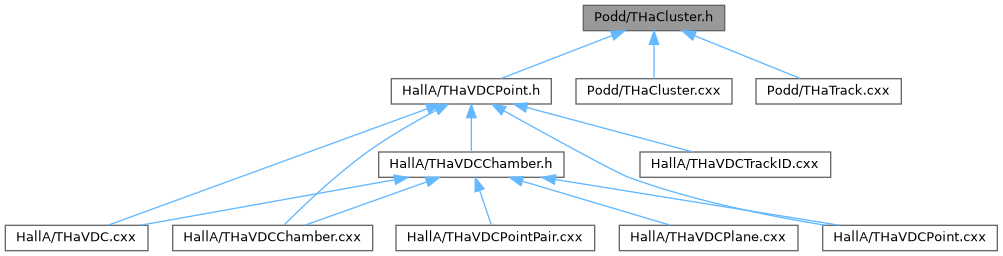 Podd/THaCluster.h
HallA/THaVDCPoint.h
Podd/THaCluster.cxx
Podd/THaTrack.cxx
HallA/THaVDCChamber.h
HallA/THaVDCTrackID.cxx
HallA/THaVDC.cxx
HallA/THaVDCChamber.cxx
HallA/THaVDCPointPair.cxx
HallA/THaVDCPlane.cxx
HallA/THaVDCPoint.cxx